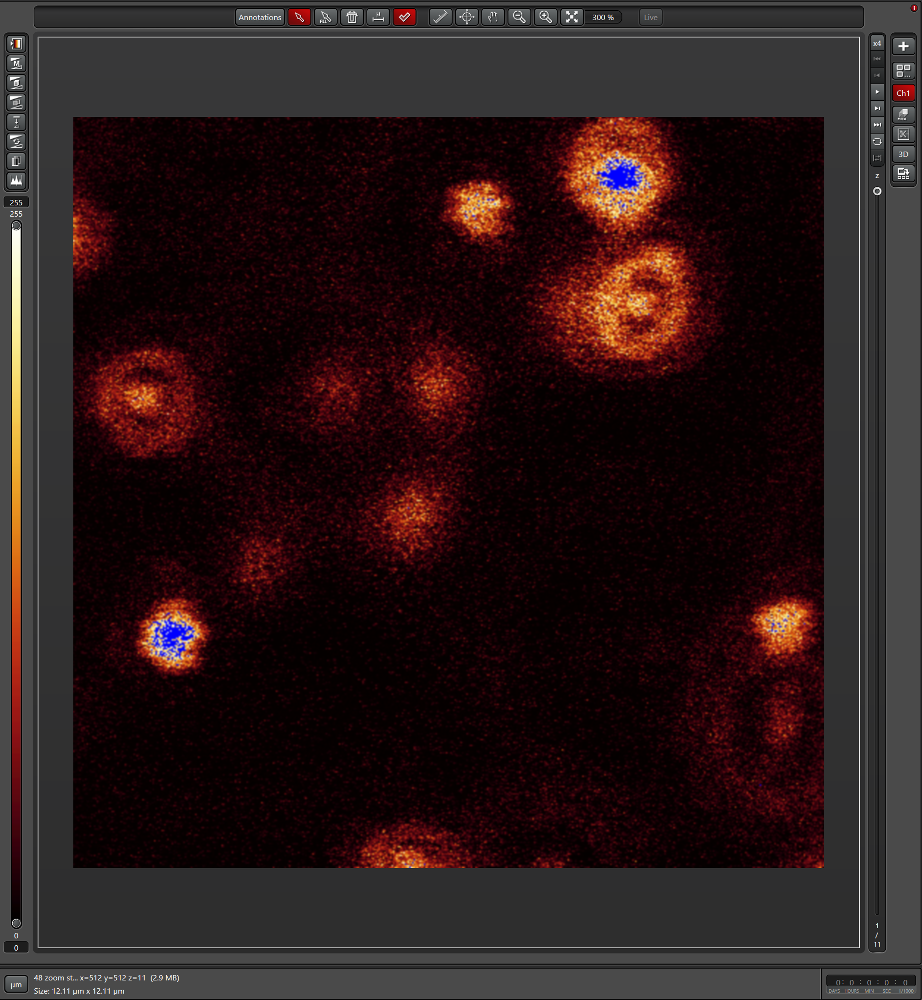 Annotations
ALL
300 %
Live
i
M
255
255
0
0
x4
z
1
/
11
Ch1
MAX
3D
µm
48 zoom st... x=512 y=512 z=11 (2.9 MB)
Size: 12.11 µm x 12.11 µm
0: 0 : 0 : 0 : 0
DAYS HOURS MIN SEC 1/1000